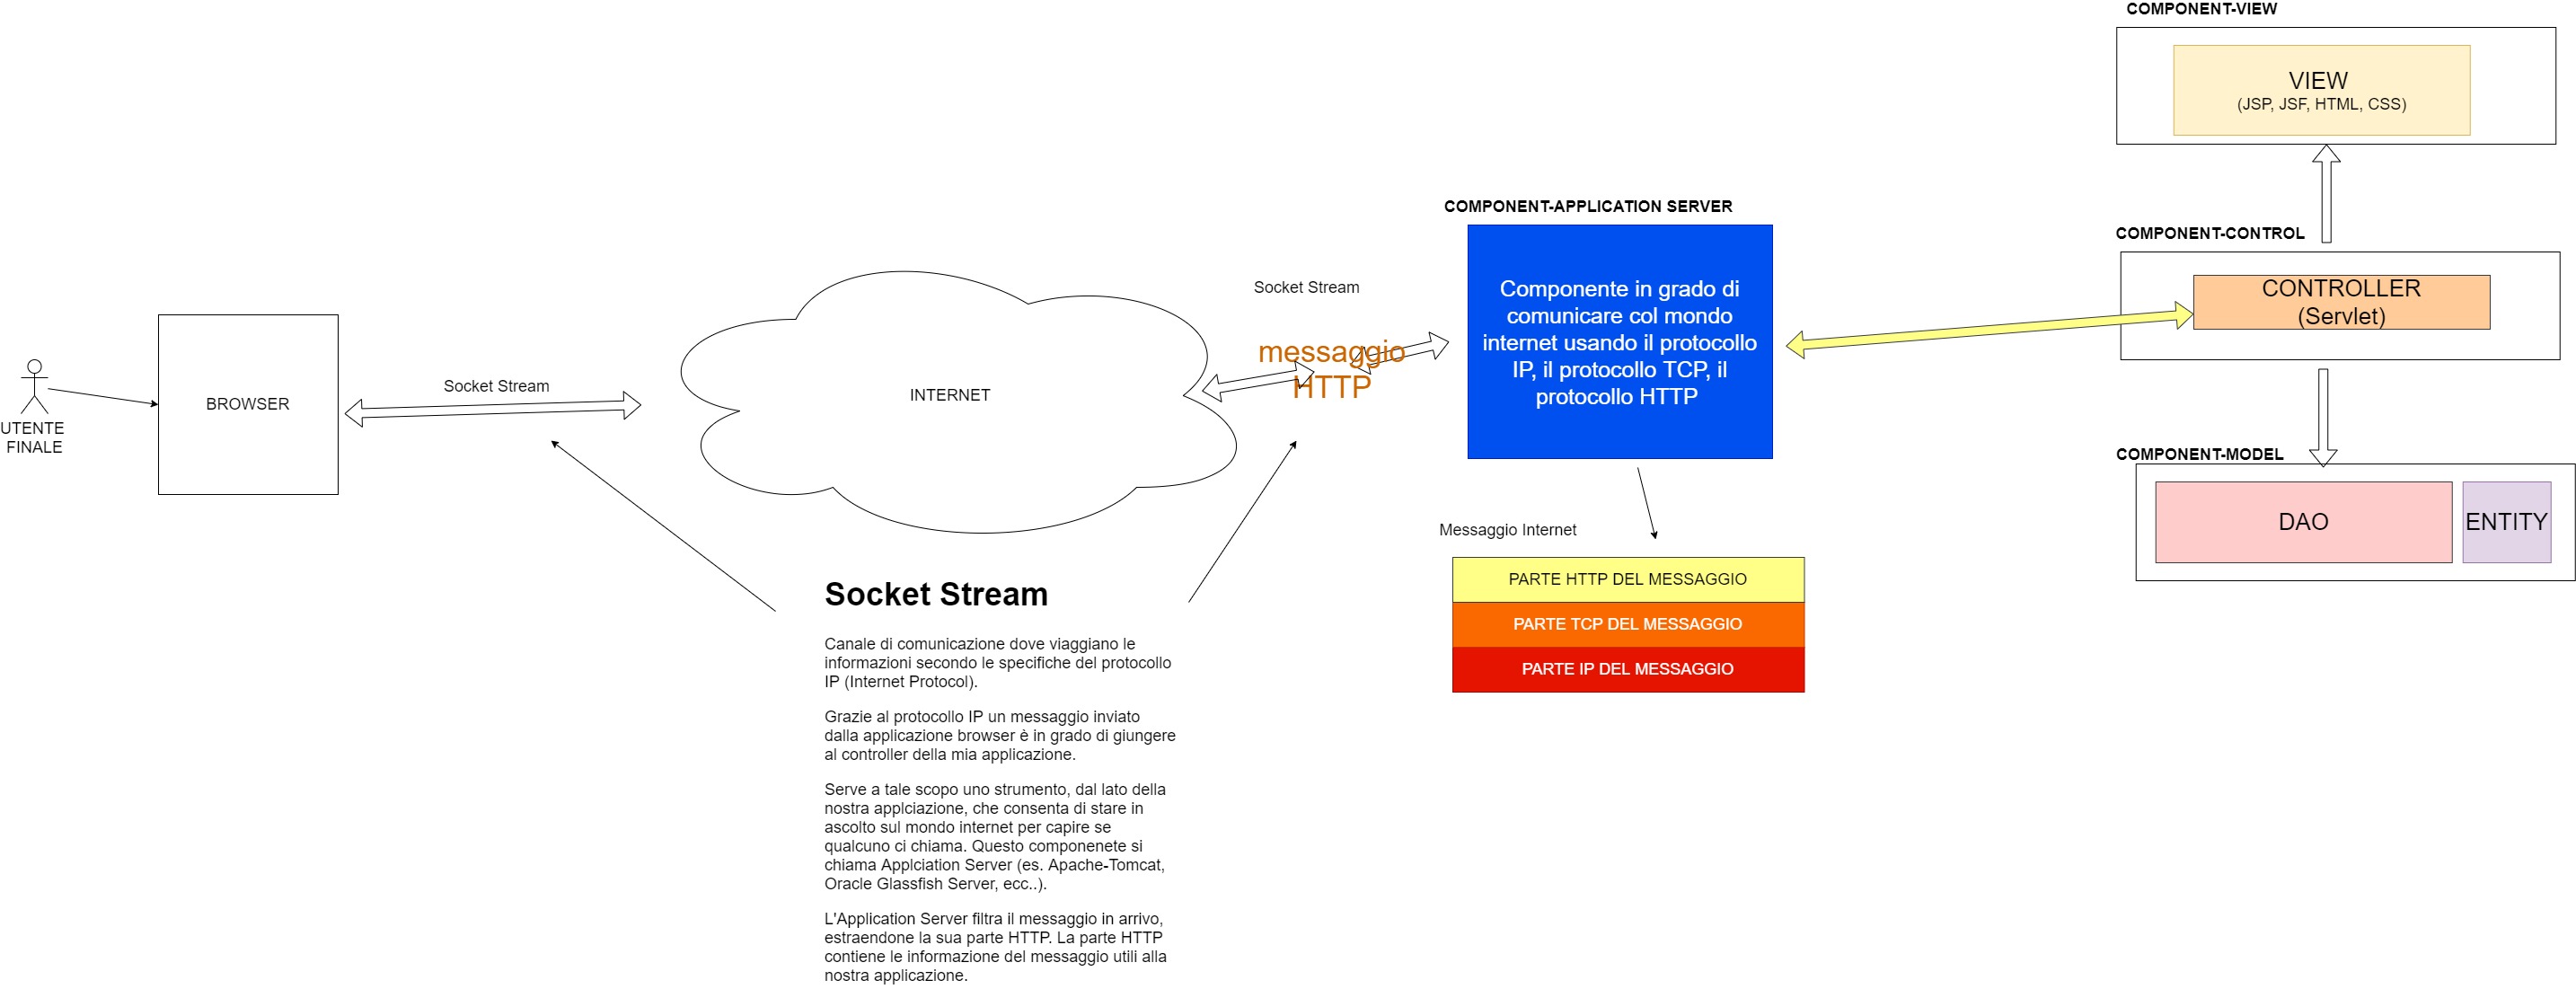 COMPONENT-VIEW
VIEW
(JSP, JSF, HTML, CSS)
COMPONENT-APPLICATION SERVER
COMPONENT-CONTROL
CONTROLLER
(Servlet)
Componente in grado di
comunicare col mondo
internet usando il protocollo
IP, il protocollo TCP, il
protocollo HTTP
Socket Stream
messaggio
HTTP
INTERNET
Socket Stream
BROWSER
UTENTE
FINALE
COMPONENT-MODEL
DAO
ENTITY
Messaggio Internet
PARTE HTTP DEL MESSAGGIO
PARTE TCP DEL MESSAGGIO
PARTE IP DEL MESSAGGIO
Socket Stream
Canale di comunicazione dove viaggiano le
informazioni secondo le specifiche del protocollo
IP (Internet Protocol).
Grazie al protocollo IP un messaggio inviato
dalla applicazione browser è in grado di giungere
al controller della mia applicazione.
Serve a tale scopo uno strumento, dal lato della
nostra applciazione, che consenta di stare in
ascolto sul mondo internet per capire se
qualcuno ci chiama. Questo componenete si
chiama Applciation Server (es. Apache-Tomcat,
Oracle Glassfish Server, ecc..).
L'Application Server filtra il messaggio in arrivo,
estraendone la sua parte HTTP. La parte HTTP
contiene le informazione del messaggio utili alla
nostra applicazione.